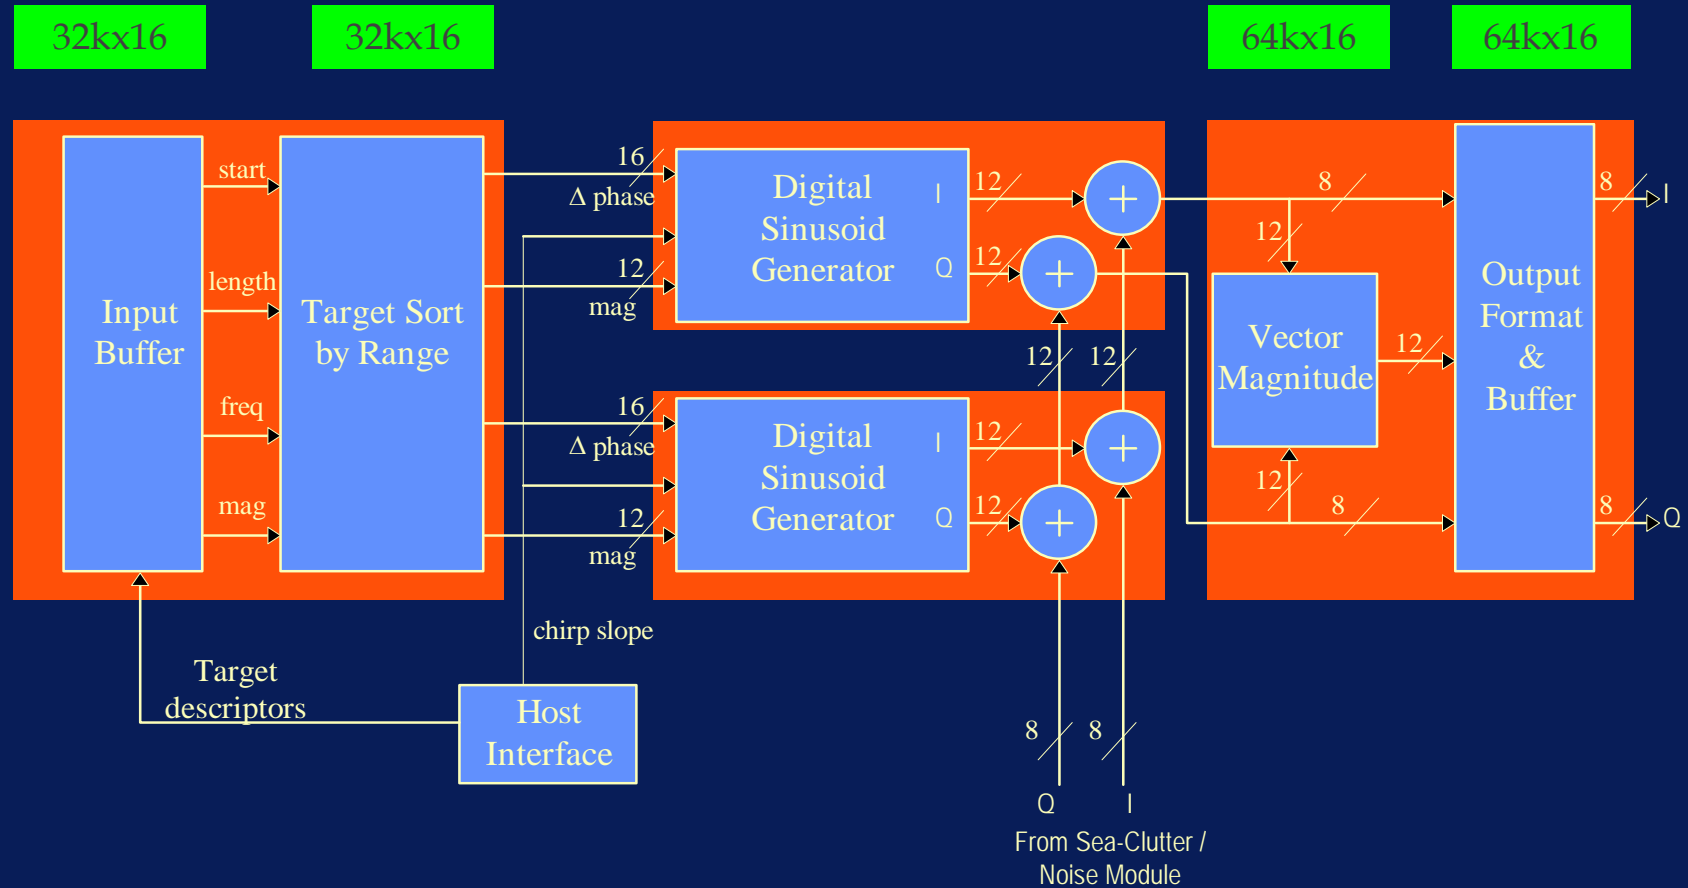 32kx16
32kx16
64kx16
64kx16
Input
Buffer
start
length
freq
mag
Target Sort
by Range
16
Δ phase
12
mag
Digital
Sinusoid
Generator
I
Q
12
12
+
+
12
12
16
Δ phase
12
mag
Digital
Sinusoid
Generator
I
Q
12
12
+
+
8
12
Vector
Magnitude
12
12
8
Output
Format
&
Buffer
8
I
8
Q
chirp slope
Target
descriptors
Host
Interface
8
8
Q
I
From Sea-Clutter /
Noise Module